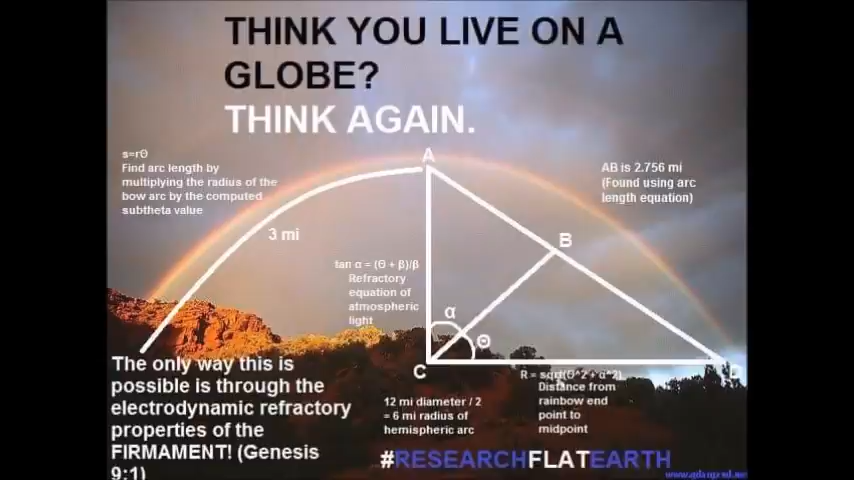 THINK YOU LIVE ON A
GLOBE?
THINK AGAIN.
s=rΘ
Find arc length by
multiplying the radius of the
bow arc by the computed
subtheta value
A
AB is 2.756 mi
(Found using arc
length equation)
3 mi
B
tan α = (Θ + β)/β
Refractory
equation of
atmospheric
light
α
Θ
C
D
The only way this is
possible is through the
electrodynamic refractory
properties of the
FIRMAMENT! (Genesis
9:1)
R = sqrt(Θ^2 + α^2)
Distance from
rainbow end
point to
midpoint
12 mi diameter / 2
= 6 mi radius of
hemispheric arc
#RESEARCHFLATEARTH